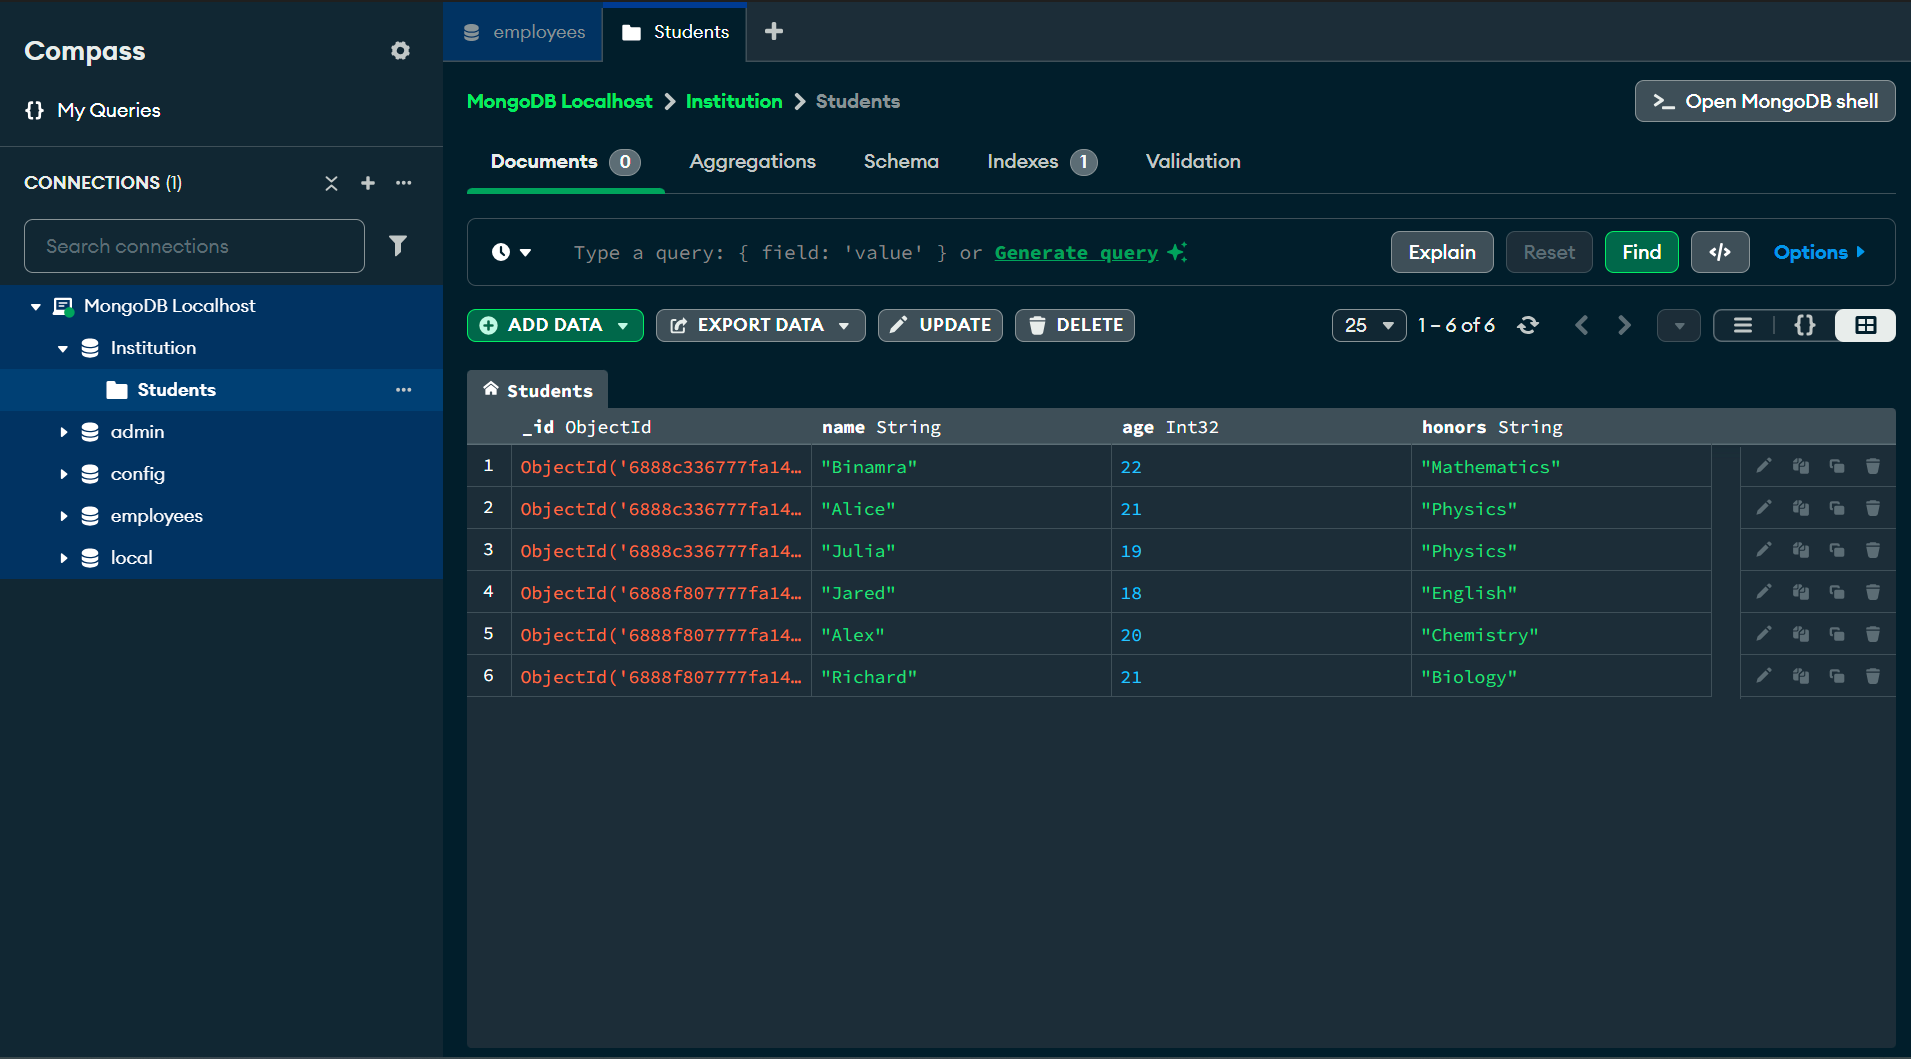 Compass
{} My Queries
CONNECTIONS (1)
Search connections
MongoDB Localhost
Institution
Students
admin
config
employees
local
employees
Students
MongoDB Localhost > Institution > Students
>_ Open MongoDB shell
Documents 0 Aggregations Schema Indexes 1 Validation
Type a query: { field: 'value' } or Generate query
Explain Reset Find </> Options
ADD DATA EXPORT DATA UPDATE DELETE
25 1 – 6 of 6 {}
Students
_id ObjectId name String age Int32 honors String
1 ObjectId('6888c336777fa14… "Binamra" 22 "Mathematics"
2 ObjectId('6888c336777fa14… "Alice" 21 "Physics"
3 ObjectId('6888c336777fa14… "Julia" 19 "Physics"
4 ObjectId('6888f807777fa14… "Jared" 18 "English"
5 ObjectId('6888f807777fa14… "Alex" 20 "Chemistry"
6 ObjectId('6888f807777fa14… "Richard" 21 "Biology"